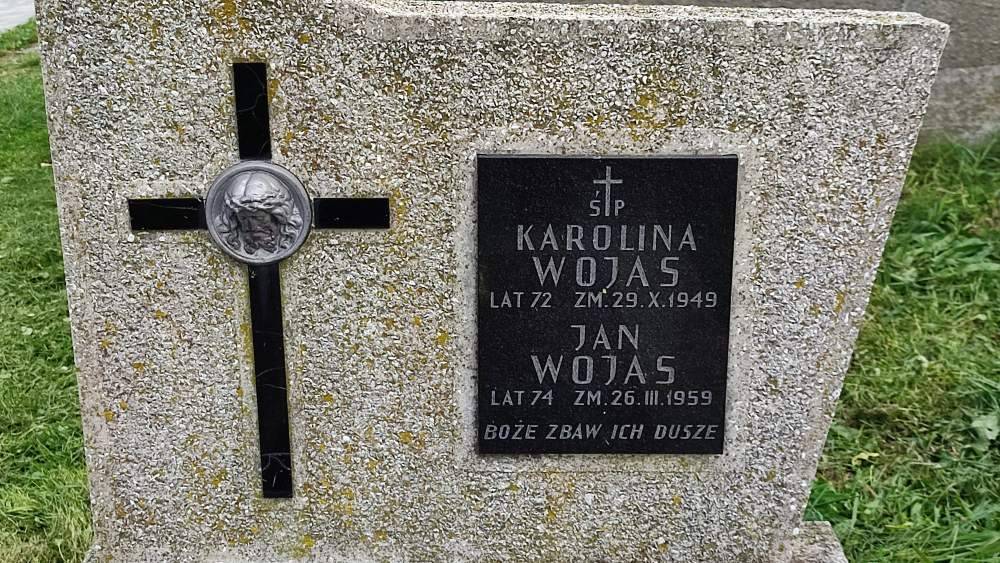 ŚP
KAROLINA
WOJAS
LAT 72 ZM. 29.X.1949
JAN
WOJAS
LAT 74 ZM. 26.III.1959
BOŻE ZBAW ICH DUSZE